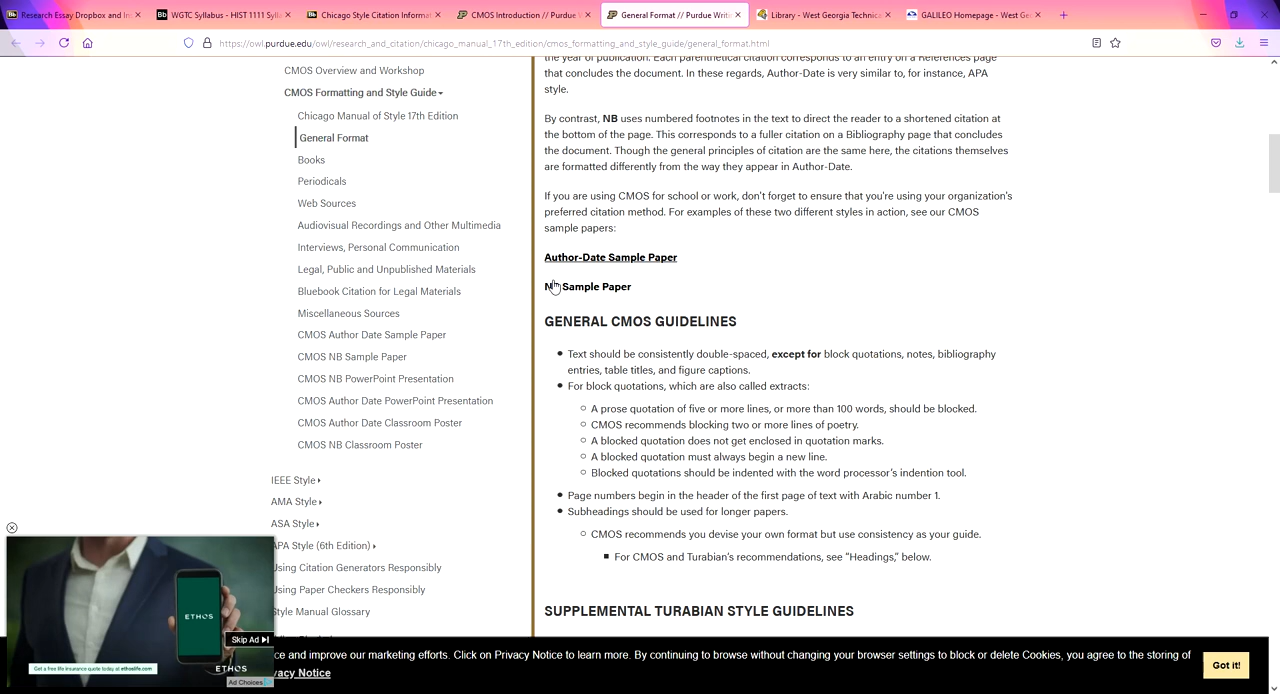 Research Essay Dropbox and In
WGTC Syllabus - HIST 1111 Syll
Chicago Style Citation Informat
CMOS Introduction // Purdue W
General Format // Purdue Writi
Library - West Georgia Technica
GALILEO Homepage - West Ge
https://owl.purdue.edu/owl/research_and_citation/chicago_manual_17th_edition/cmos_formatting_and_style_guide/general_format.html
CMOS Overview and Workshop
CMOS Formatting and Style Guide
Chicago Manual of Style 17th Edition
General Format
Books
Periodicals
Web Sources
Audiovisual Recordings and Other Multimedia
Interviews, Personal Communication
Legal, Public and Unpublished Materials
Bluebook Citation for Legal Materials
Miscellaneous Sources
CMOS Author Date Sample Paper
CMOS NB Sample Paper
CMOS NB PowerPoint Presentation
CMOS Author Date PowerPoint Presentation
CMOS Author Date Classroom Poster
CMOS NB Classroom Poster
IEEE Style
AMA Style
ASA Style
APA Style (6th Edition)
Using Citation Generators Responsibly
Using Paper Checkers Responsibly
Style Manual Glossary
the year of publication. Each parenthetical citation corresponds to an entry on a References page
that concludes the document. In these regards, Author-Date is very similar to, for instance, APA
style.
By contrast, NB uses numbered footnotes in the text to direct the reader to a shortened citation at
the bottom of the page. This corresponds to a fuller citation on a Bibliography page that concludes
the document. Though the general principles of citation are the same here, the citations themselves
are formatted differently from the way they appear in Author-Date.
If you are using CMOS for school or work, don't forget to ensure that you're using your organization's
preferred citation method. For examples of these two different styles in action, see our CMOS
sample papers:
Author-Date Sample Paper
Sample Paper
GENERAL CMOS GUIDELINES
Text should be consistently double-spaced, except for block quotations, notes, bibliography
entries, table titles, and figure captions.
For block quotations, which are also called extracts:
A prose quotation of five or more lines, or more than 100 words, should be blocked.
CMOS recommends blocking two or more lines of poetry.
A blocked quotation does not get enclosed in quotation marks.
A blocked quotation must always begin a new line.
Blocked quotations should be indented with the word processor's indention tool.
Page numbers begin in the header of the first page of text with Arabic number 1.
Subheadings should be used for longer papers.
CMOS recommends you devise your own format but use consistency as your guide.
For CMOS and Turabian's recommendations, see "Headings," below.
SUPPLEMENTAL TURABIAN STYLE GUIDELINES
ETHOS
Skip Ad
Get a free life insurance quote today at ethoslife.com
ETHOS
Ad Choices
and improve our marketing efforts. Click on Privacy Notice to learn more. By continuing to browse without changing your browser settings to block or delete Cookies, you agree to the storing of
Notice
Got it!